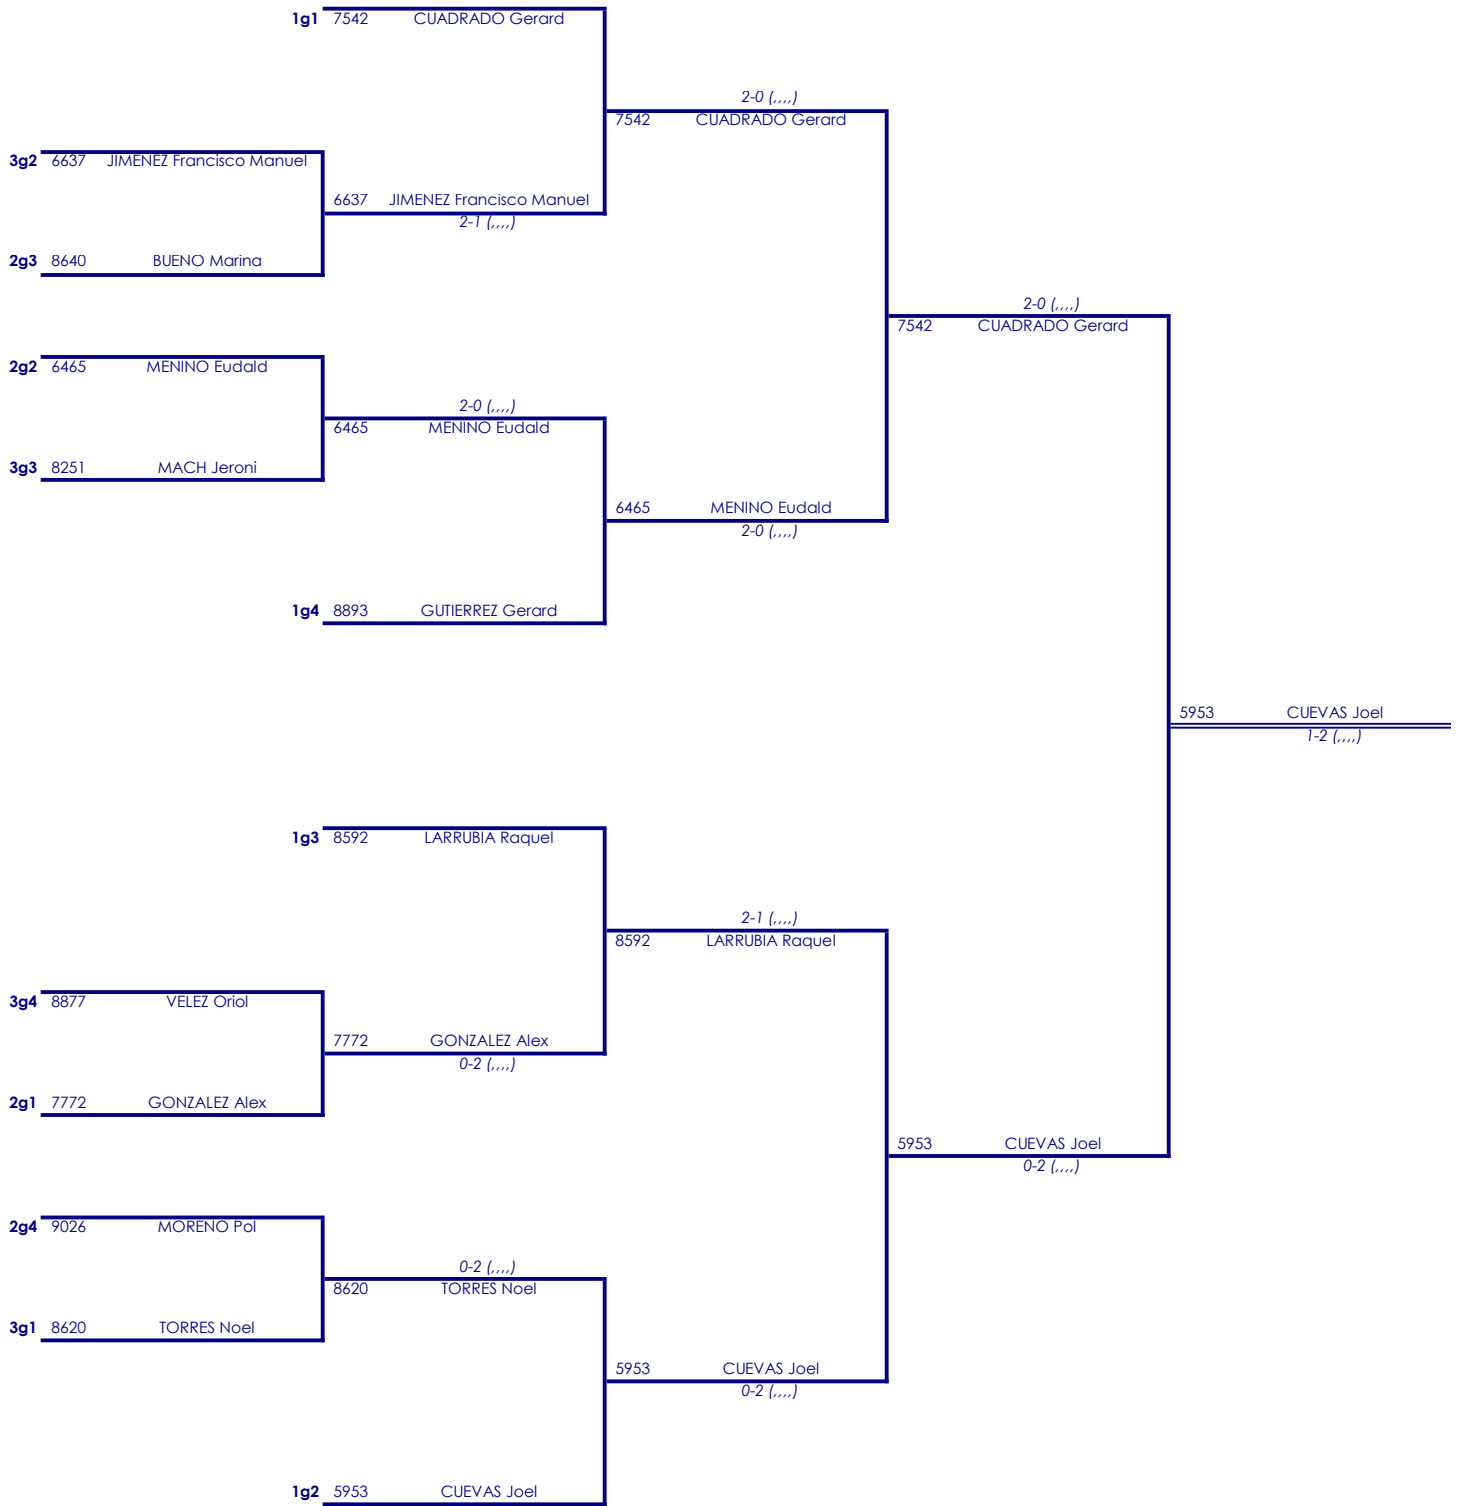 1g1 7542 CUADRADO Gerard
2-0 (,,,,)
7542 CUADRADO Gerard
3g2 6637 JIMENEZ Francisco Manuel
6637 JIMENEZ Francisco Manuel
2-1 (,,,,)
2g3 8640 BUENO Marina
2-0 (,,,,)
7542 CUADRADO Gerard
2g2 6465 MENINO Eudald
2-0 (,,,,)
6465 MENINO Eudald
3g3 8251 MACH Jeroni
6465 MENINO Eudald
2-0 (,,,,)
1g4 8893 GUTIERREZ Gerard
5953 CUEVAS Joel
1-2 (,,,,)
1g3 8592 LARRUBIA Raquel
2-1 (,,,,)
8592 LARRUBIA Raquel
3g4 8877 VELEZ Oriol
7772 GONZALEZ Alex
0-2 (,,,,)
2g1 7772 GONZALEZ Alex
5953 CUEVAS Joel
0-2 (,,,,)
2g4 9026 MORENO Pol
0-2 (,,,,)
8620 TORRES Noel
3g1 8620 TORRES Noel
5953 CUEVAS Joel
0-2 (,,,,)
1g2 5953 CUEVAS Joel